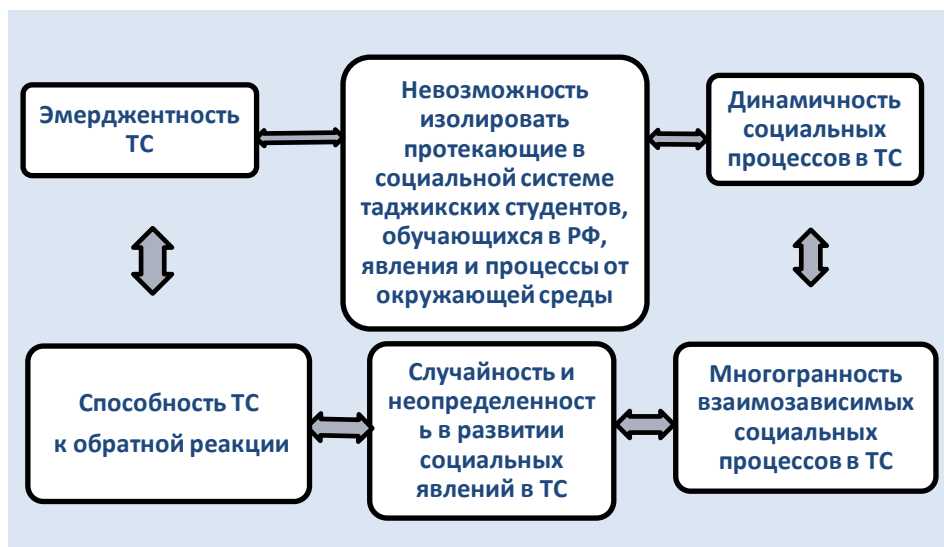 Эмерджентность
ТС
Невозможность
изолировать
протекающие в
социальной системе
таджикских студентов,
обучающихся в РФ,
явления и процессы от
окружающей среды
Динамичность
социальных
процессов в ТС
Способность ТС
к обратной реакции
Случайность и
неопределенност
ь в развитии
социальных
явлений в ТС
Многогранность
взаимозависимых
социальных
процессов в ТС